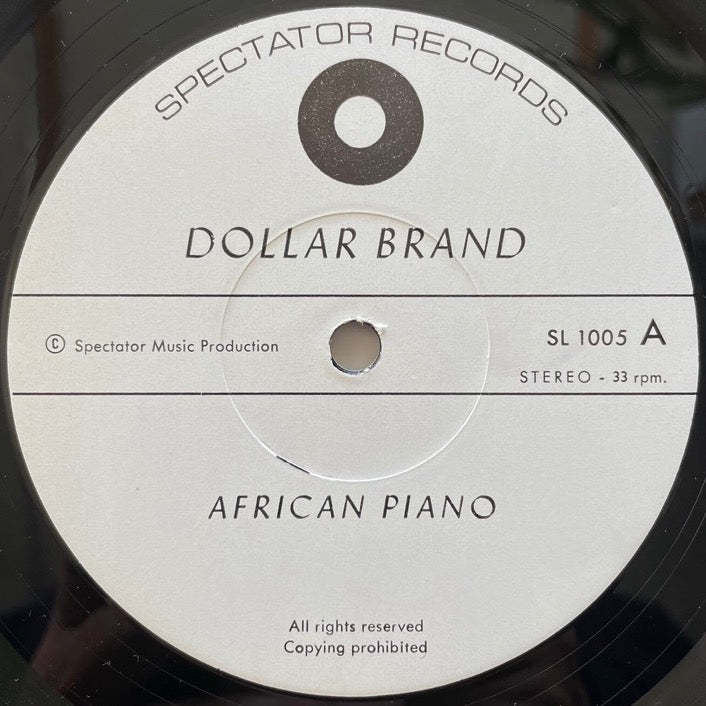 SPECTATOR RECORDS
DOLLAR BRAND
© Spectator Music Production
SL 1005 A
STEREO - 33 rpm.
AFRICAN PIANO
All rights reserved
Copying prohibited